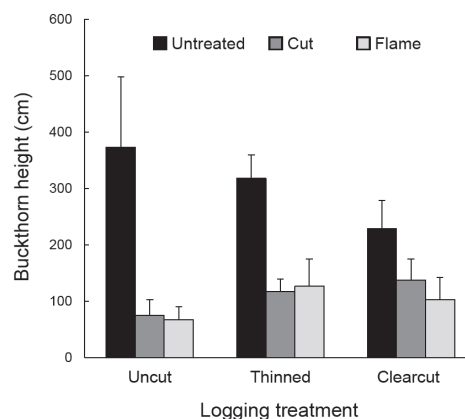 600
Untreated Cut Flame
500
400
300
200
100
0
Buckthorn height (cm)
Uncut Thinned Clearcut
Logging treatment